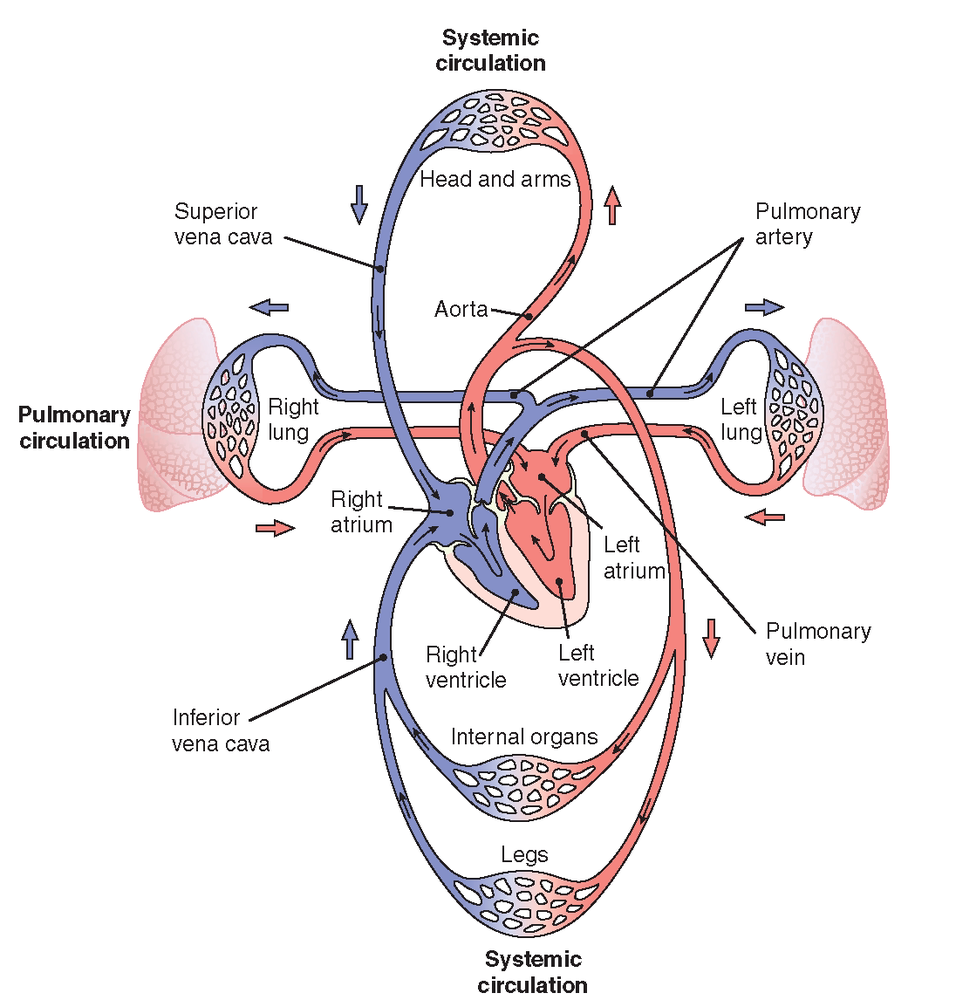 Systemic
circulation
Head and arms
Superior
vena cava
Pulmonary
artery
Aorta
Pulmonary
circulation
Right
lung
Left
lung
Right
atrium
Left
atrium
Right
ventricle
Left
ventricle
Pulmonary
vein
Inferior
vena cava
Internal organs
Legs
Systemic
circulation